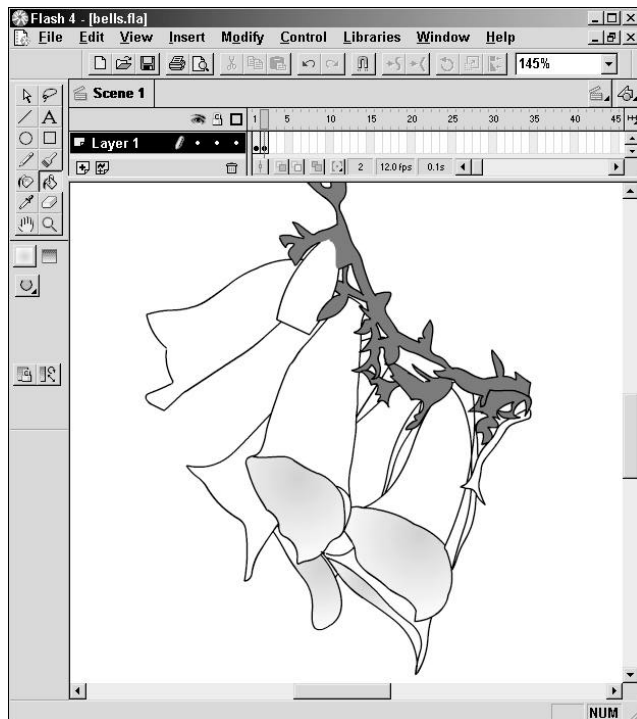 Flash 4 - [bells.fla]
File Edit View Insert Modify Control Libraries Window Help
145%
Scene 1
1 5 10 15 20 25 30 35 40 45
Layer 1
2 12.0 fps 0.1s
A
NUM